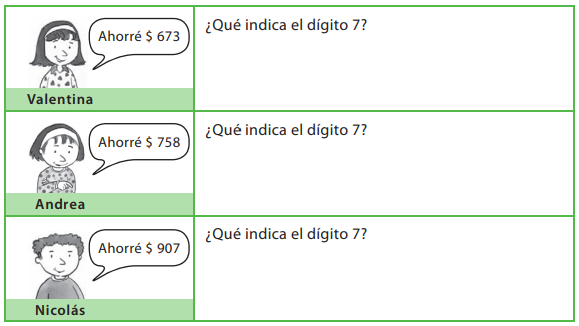 Ahorré $ 673
¿Qué indica el dígito 7?
Valentina
Ahorré $ 758
¿Qué indica el dígito 7?
Andrea
Ahorré $ 907
¿Qué indica el dígito 7?
Nicolás